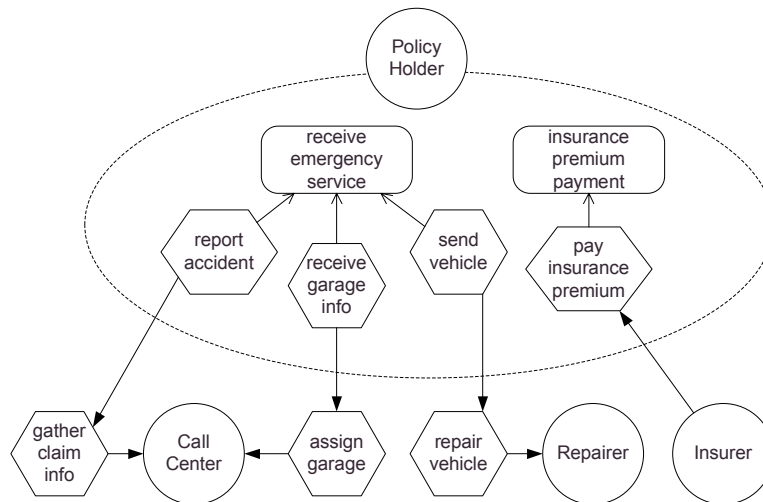 Policy
Holder
receive
emergency
service
insurance
premium
payment
report
accident
receive
garage
info
send
vehicle
pay
insurance
premium
gather
claim
info
Call
Center
assign
garage
repair
vehicle
Repairer
Insurer